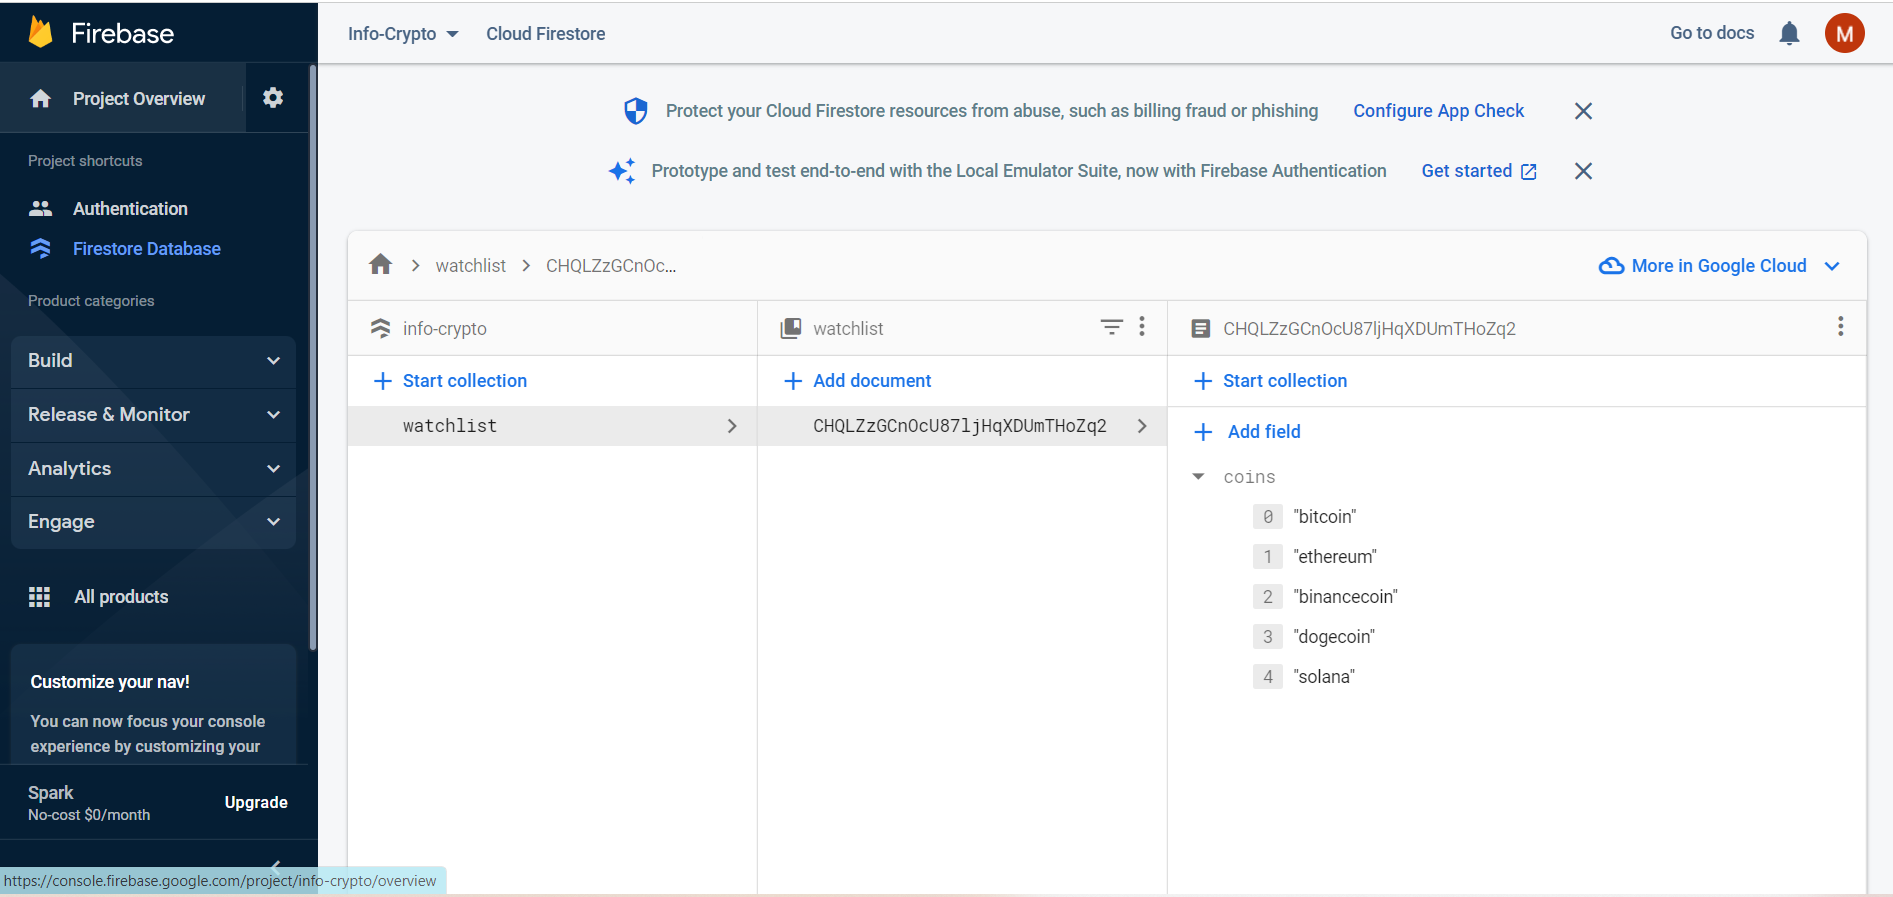 Firebase
Info-Crypto
Cloud Firestore
Go to docs
M
Project Overview
Project shortcuts
Authentication
Firestore Database
Product categories
Build
Release & Monitor
Analytics
Engage
All products
Customize your nav!
You can now focus your console
experience by customizing your
Spark
No-cost $0/month
Upgrade
https://console.firebase.google.com/project/info-crypto/overview
Protect your Cloud Firestore resources from abuse, such as billing fraud or phishing
Configure App Check
Prototype and test end-to-end with the Local Emulator Suite, now with Firebase Authentication
Get started
watchlist
CHQLZzGCnOc...
More in Google Cloud
info-crypto
Start collection
watchlist
watchlist
Add document
CHQLZzGCnOcU87ljHqXDUmTHoZq2
CHQLZzGCnOcU87ljHqXDUmTHoZq2
Start collection
Add field
coins
0 "bitcoin"
1 "ethereum"
2 "binancecoin"
3 "dogecoin"
4 "solana"